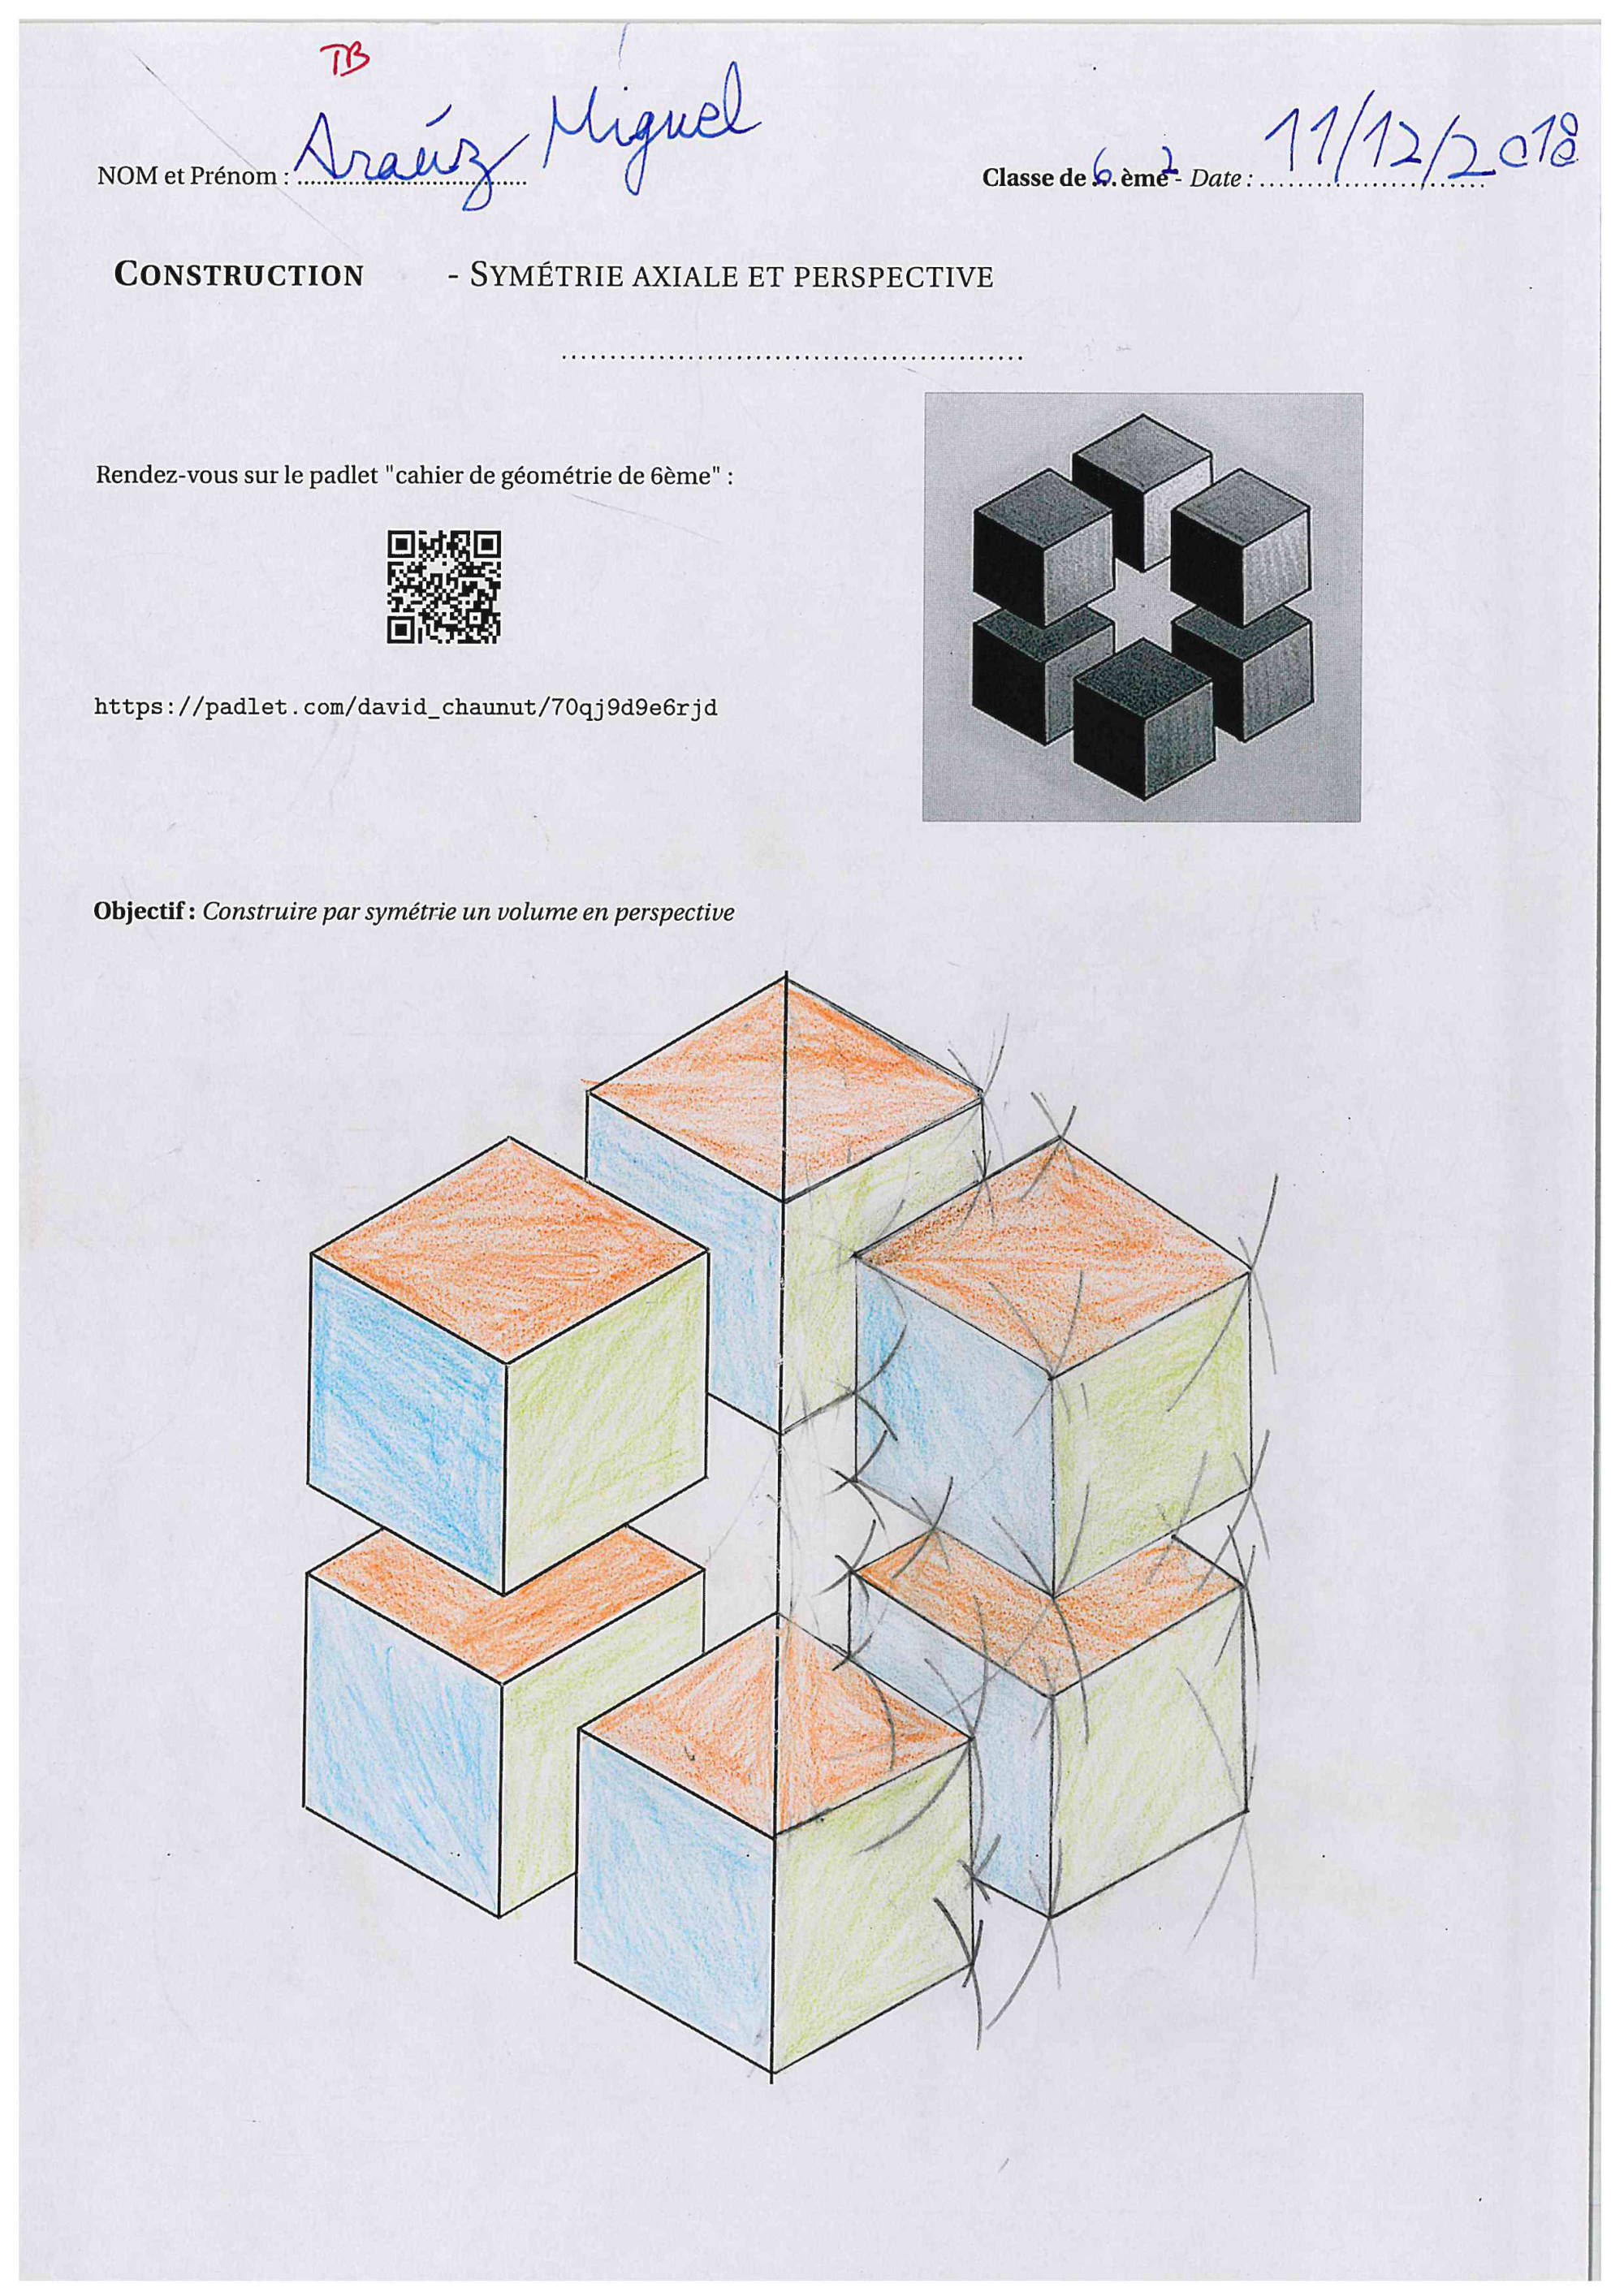 TB
NOM et Prénom : Araúz Miguel
Classe de 6 ème 2 - Date : 11/12/2018
CONSTRUCTION - SYMÉTRIE AXIALE ET PERSPECTIVE
Rendez-vous sur le padlet "cahier de géométrie de 6ème" :
https://padlet.com/david_chaunut/70qj9d9e6rjd
Objectif : Construire par symétrie un volume en perspective